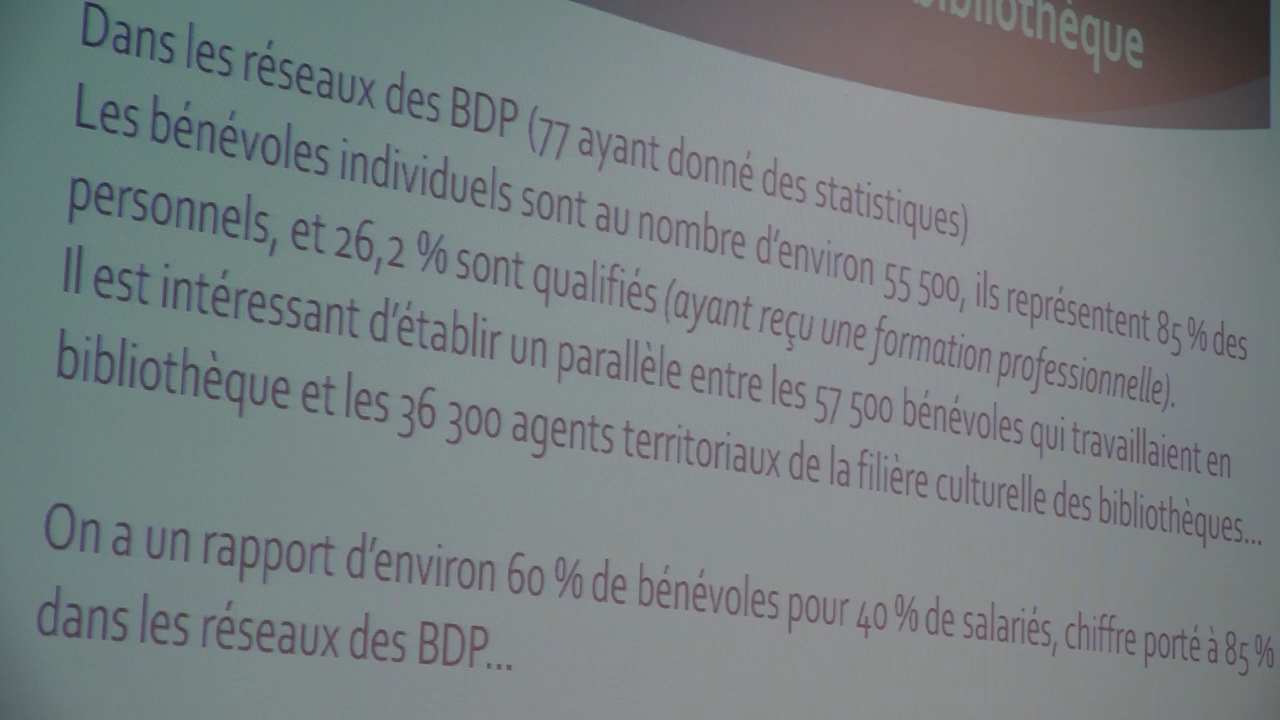 bibliothèque
Dans les réseaux des BDP (77 ayant donné des statistiques)
Les bénévoles individuels sont au nombre d'environ 55 500, ils représentent 85 % des
personnels, et 26,2 % sont qualifiés (ayant reçu une formation professionnelle).
Il est intéressant d'établir un parallèle entre les 57 500 bénévoles qui travaillaient en
bibliothèque et les 36 300 agents territoriaux de la filière culturelle des bibliothèques...
On a un rapport d'environ 60 % de bénévoles pour 40 % de salariés, chiffre porté à 85 %
dans les réseaux des BDP...